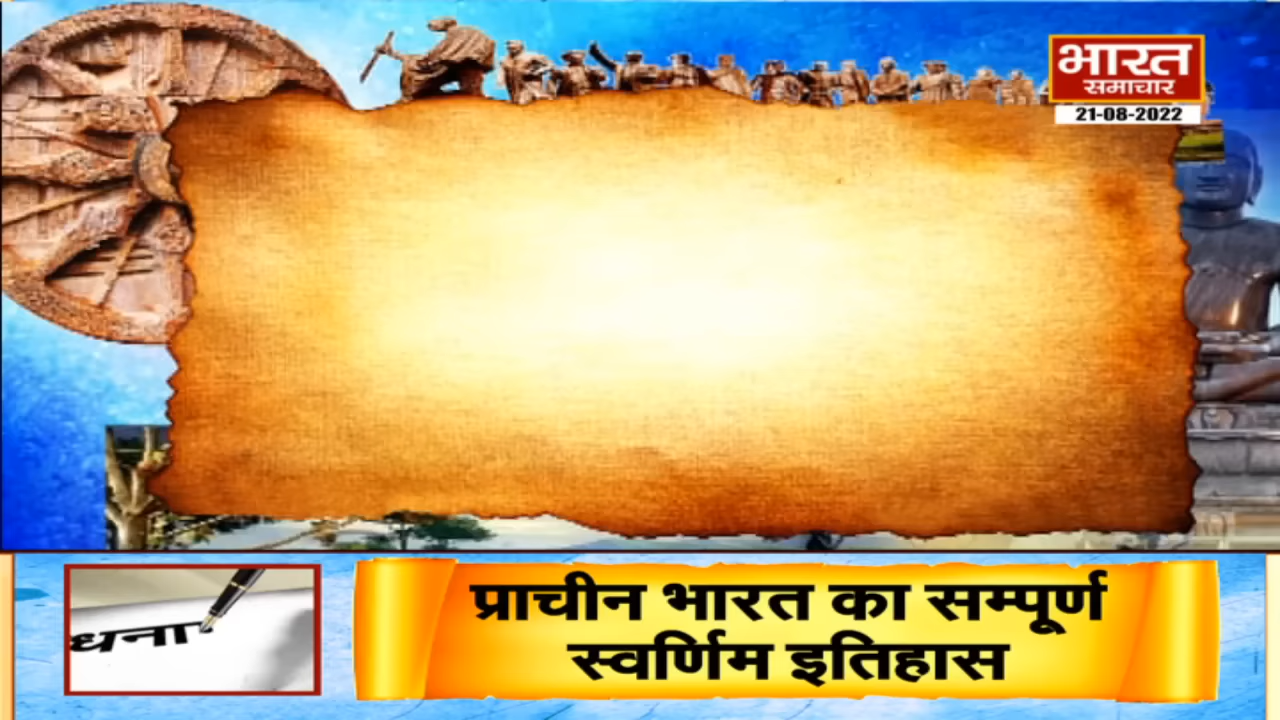 भारत
समाचार
21-08-2022
धना
प्राचीन भारत का सम्पूर्ण
स्वर्णिम इतिहास